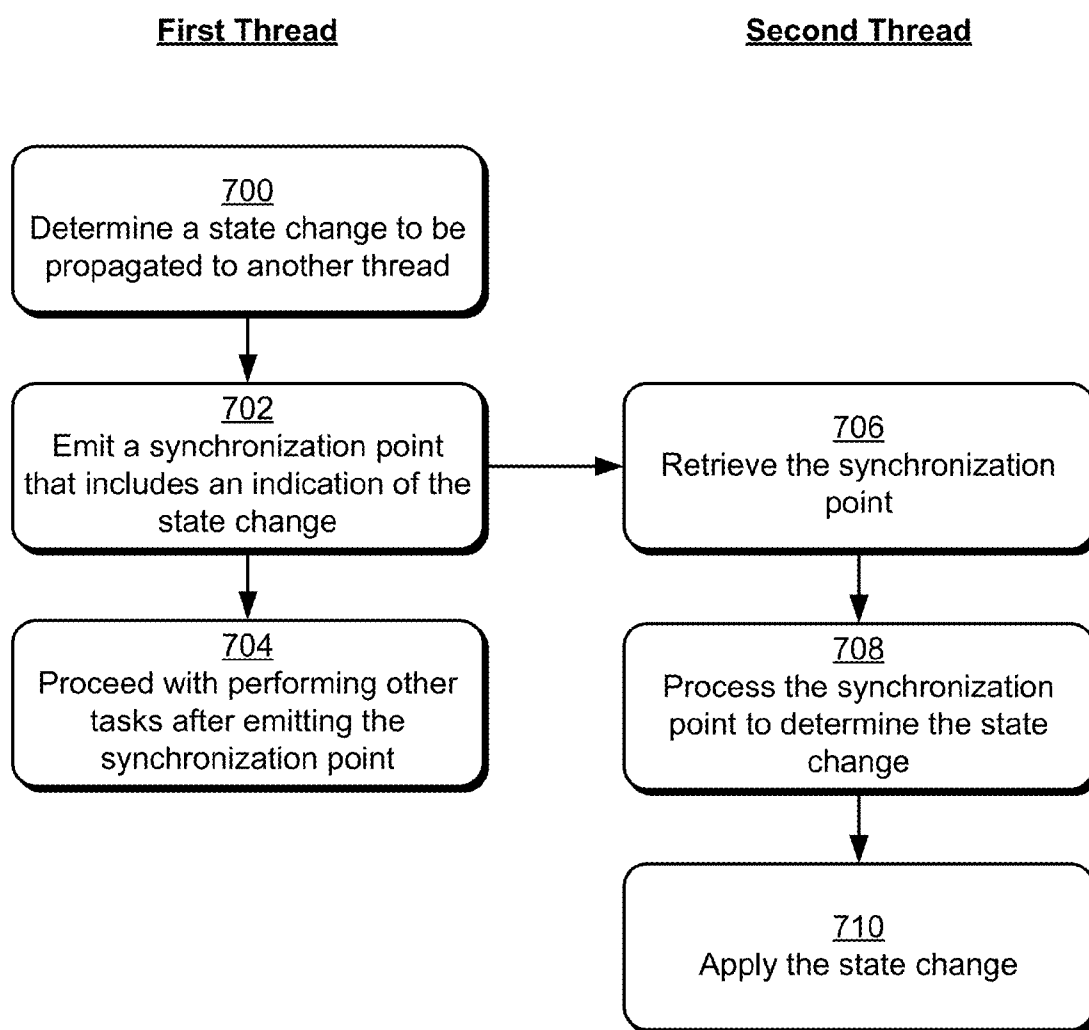 First Thread
Second Thread
700
Determine a state change to be
propagated to another thread
702
Emit a synchronization point
that includes an indication of the
state change
704
Proceed with performing other
tasks after emitting the
synchronization point
706
Retrieve the synchronization
point
708
Process the synchronization
point to determine the state
change
710
Apply the state change